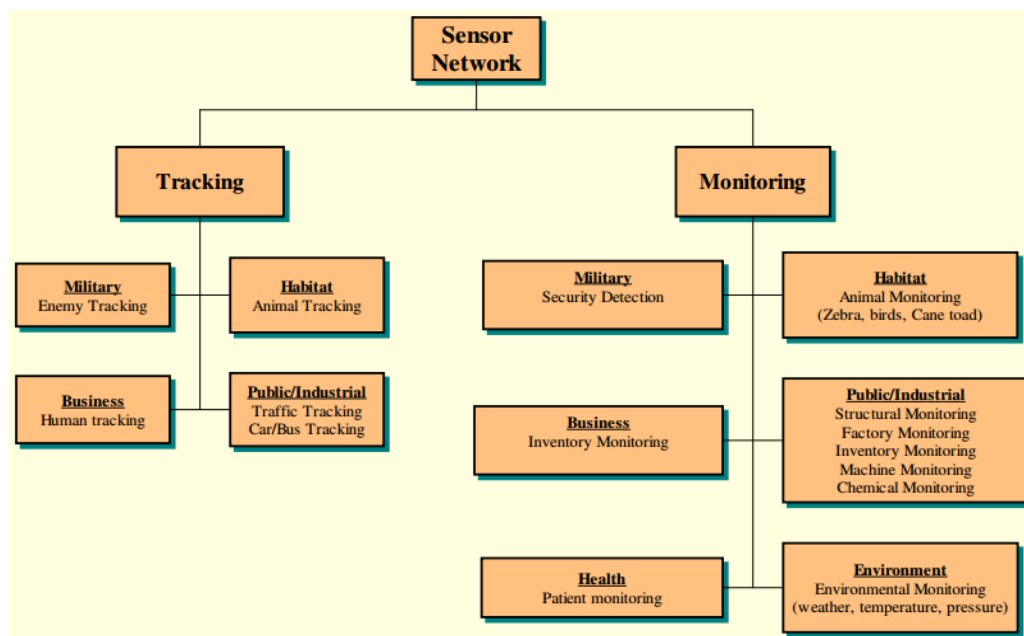 Sensor
Network
Tracking
Monitoring
Military
Enemy Tracking
Habitat
Animal Tracking
Business
Human tracking
Public/Industrial
Traffic Tracking
Car/Bus Tracking
Military
Security Detection
Habitat
Animal Monitoring
(Zebra, birds, Cane toad)
Business
Inventory Monitoring
Public/Industrial
Structural Monitoring
Factory Monitoring
Inventory Monitoring
Machine Monitoring
Chemical Monitoring
Health
Patient monitoring
Environment
Environmental Monitoring
(weather, temperature, pressure)